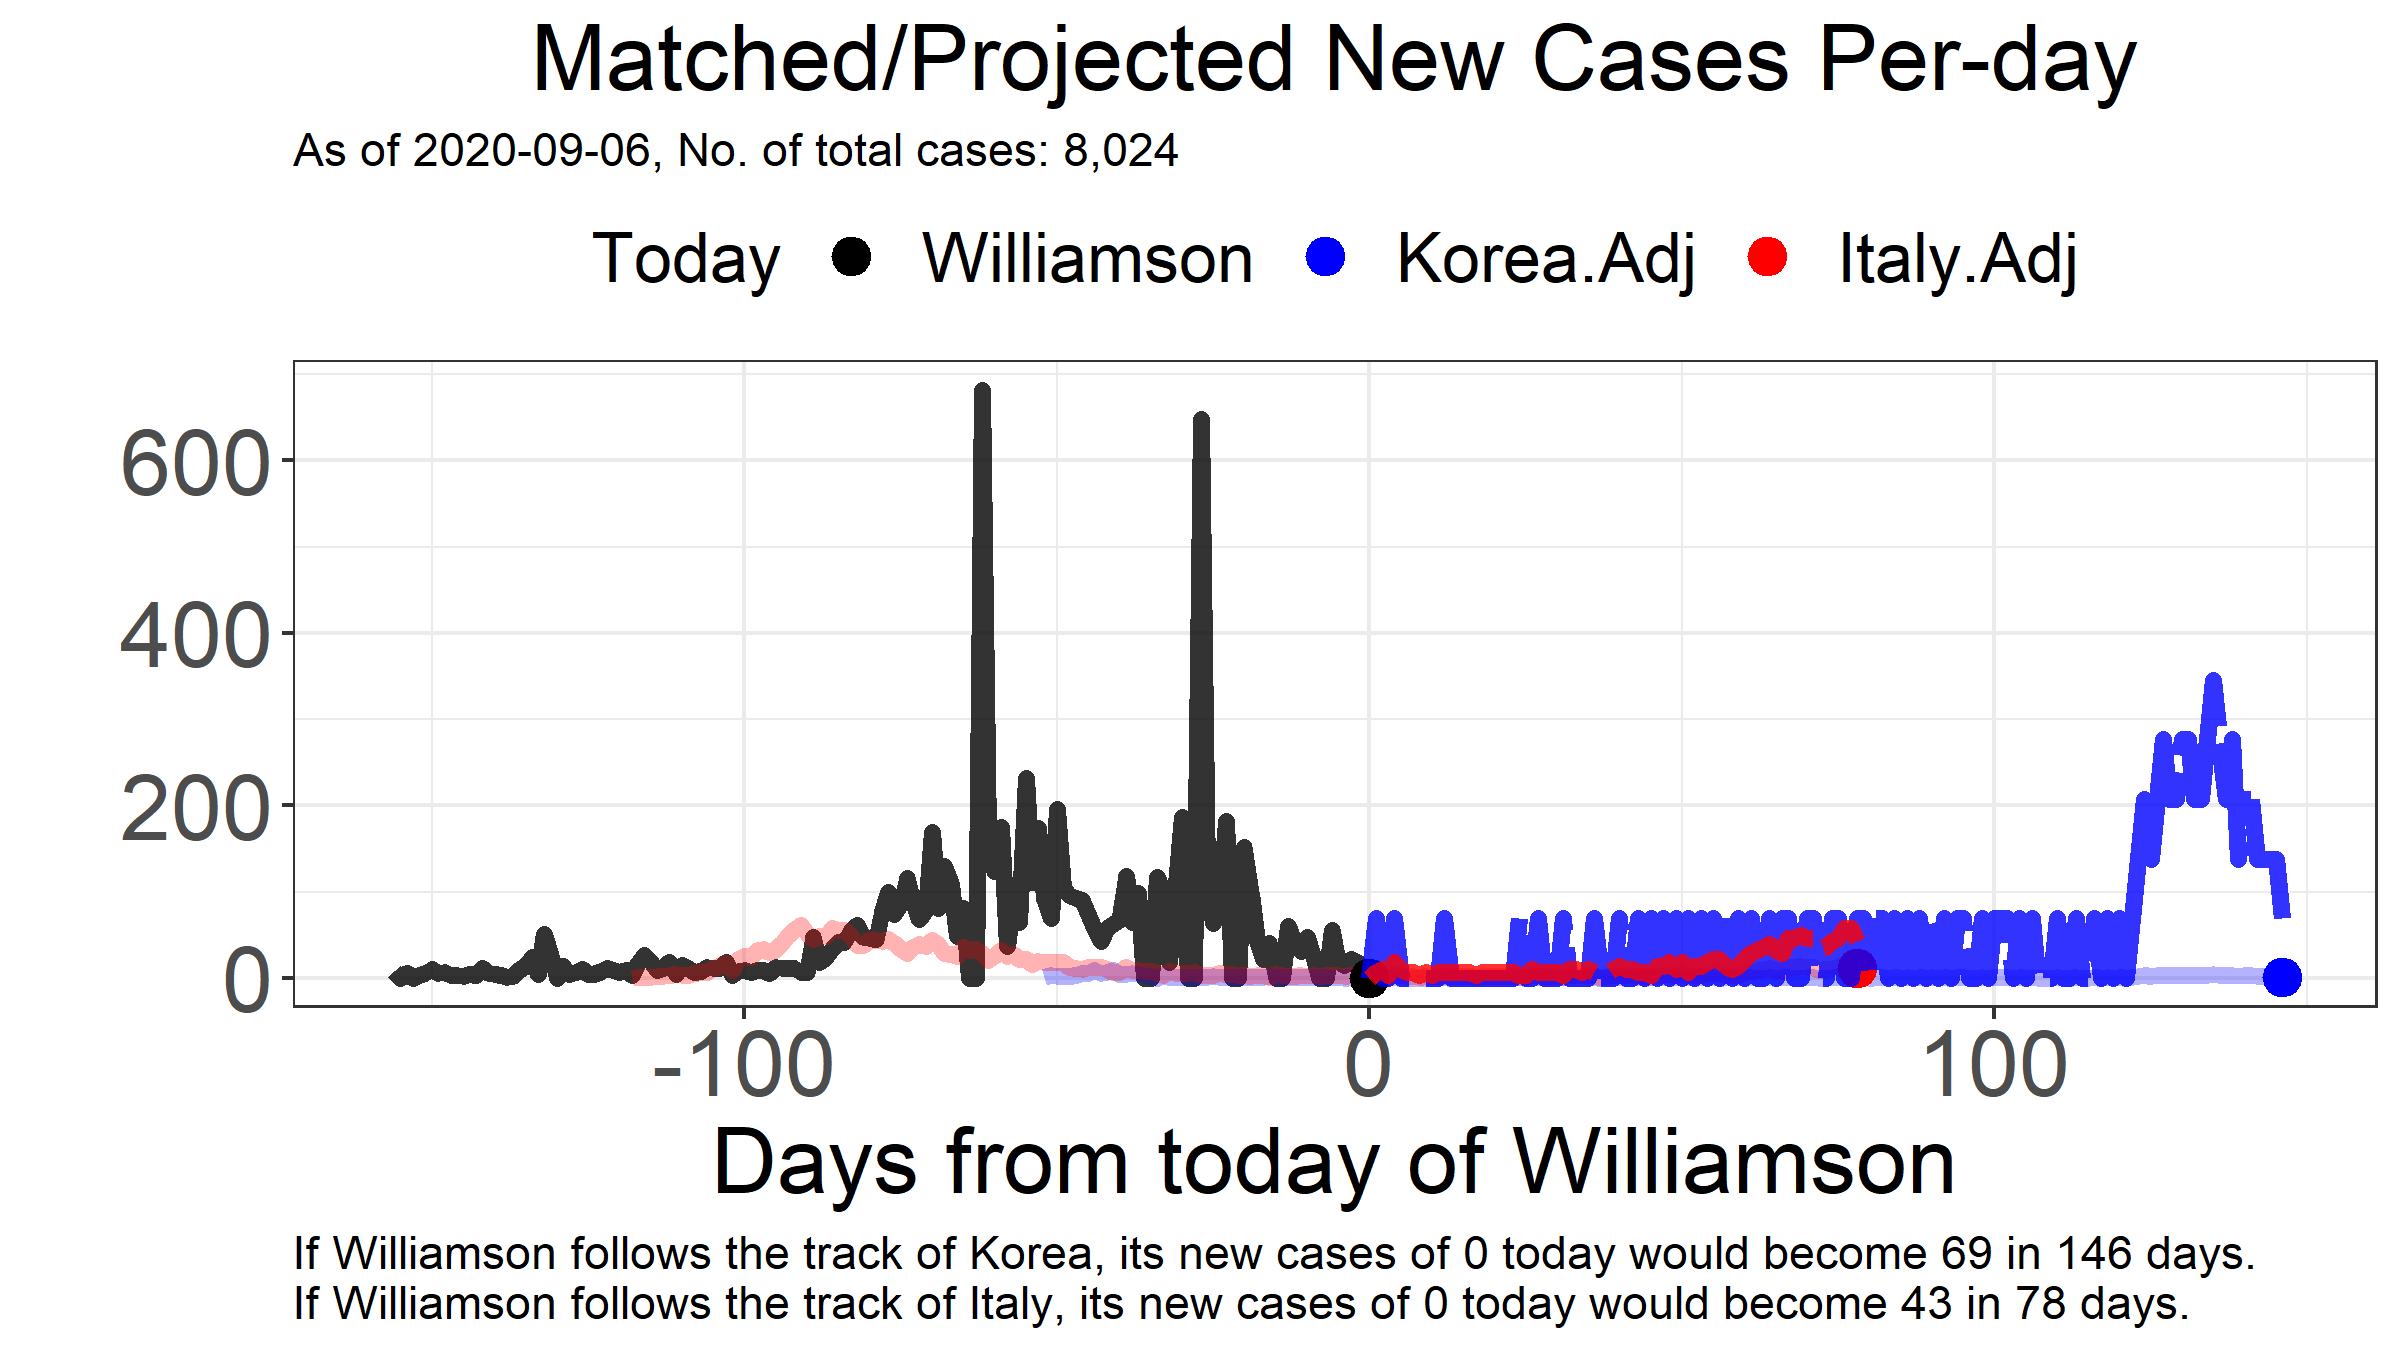 Matched/Projected New Cases Per-day
As of 2020-09-06, No. of total cases: 8,024
Today Williamson Korea.Adj Italy.Adj
600
400
200
0
-100 0 100
Days from today of Williamson
If Williamson follows the track of Korea, its new cases of 0 today would become 69 in 146 days.
If Williamson follows the track of Italy, its new cases of 0 today would become 43 in 78 days.